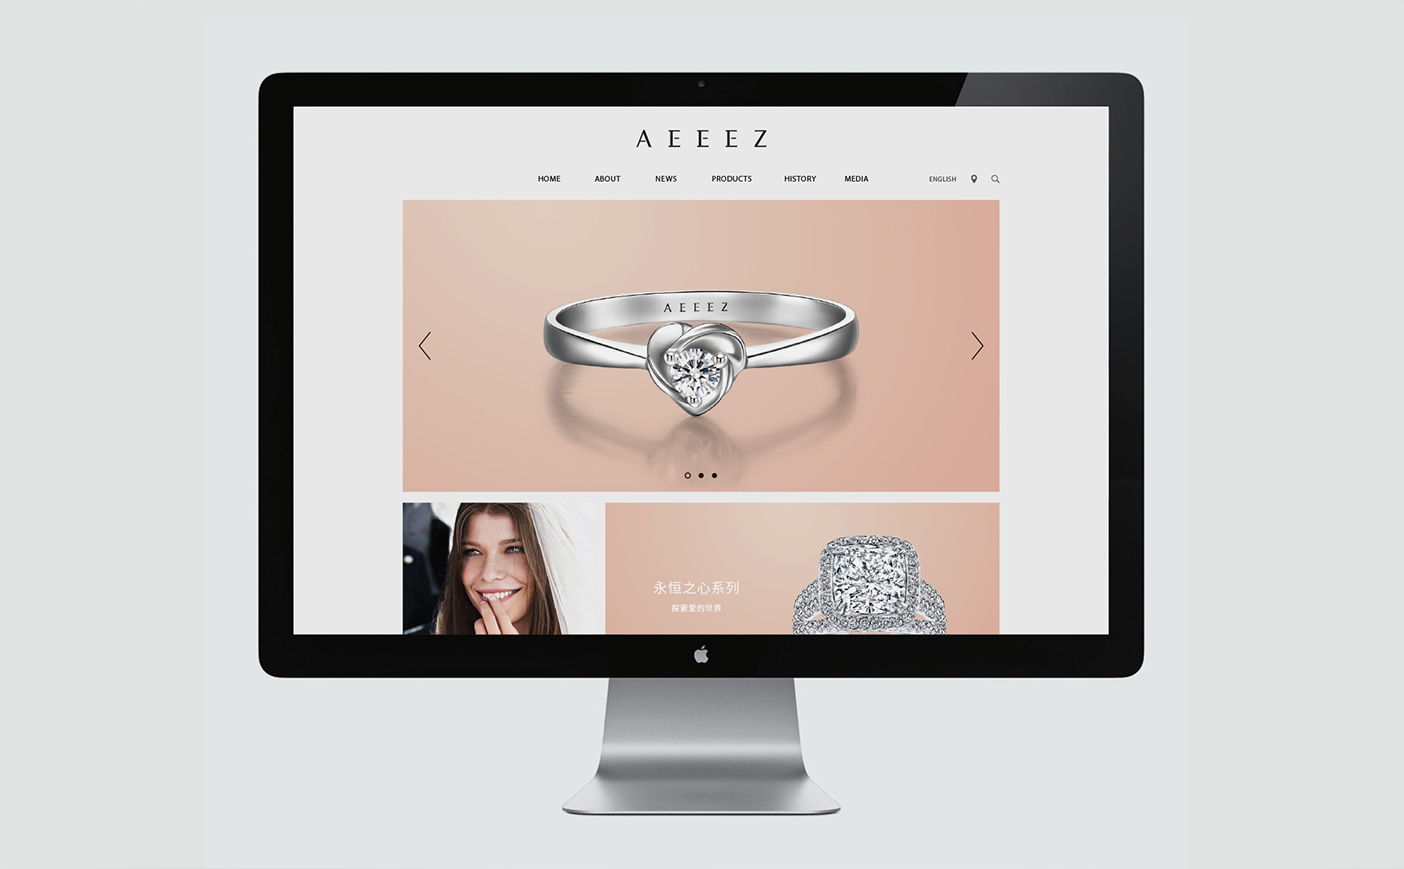 AEEEZ
HOME ABOUT NEWS PRODUCTS HISTORY MEDIA ENGLISH
AEEEZ
永恒之心系列
探索爱的世界